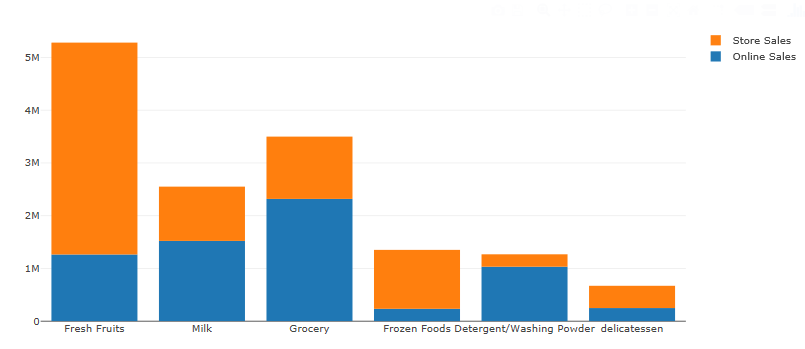 Store Sales
Online Sales
5M
4M
3M
2M
1M
0
Fresh Fruits Milk Grocery Frozen Foods Detergent/Washing Powder delicatessen